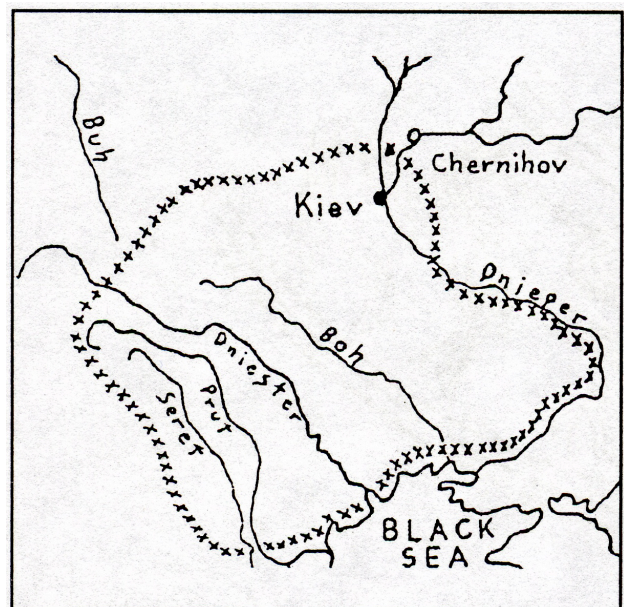 Buh
Chernihov
Kiev
Dnieper
Boh
Dniester
Prut
Seret
BLACK
SEA